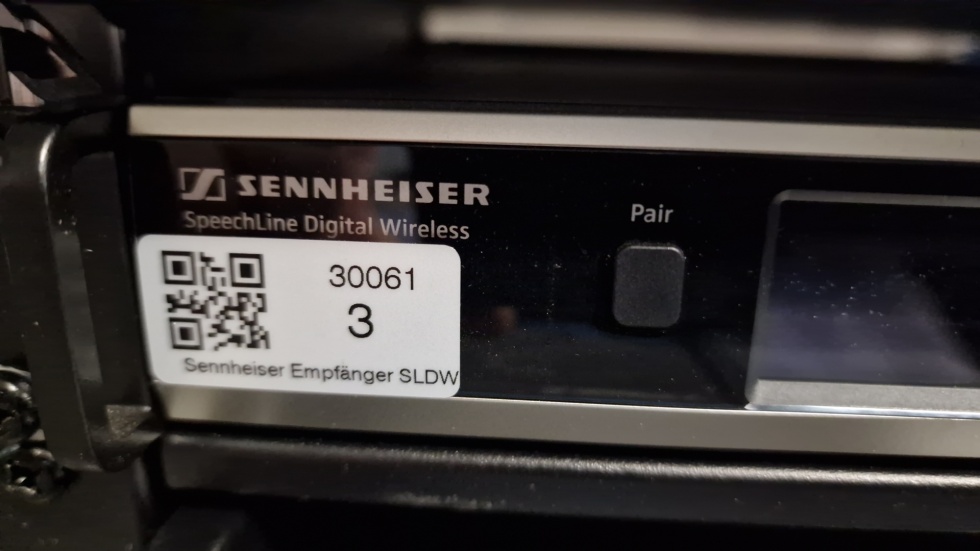 SENNHEISER
SpeechLine Digital Wireless
Pair
30061
3
Sennheiser Empfänger SLDW